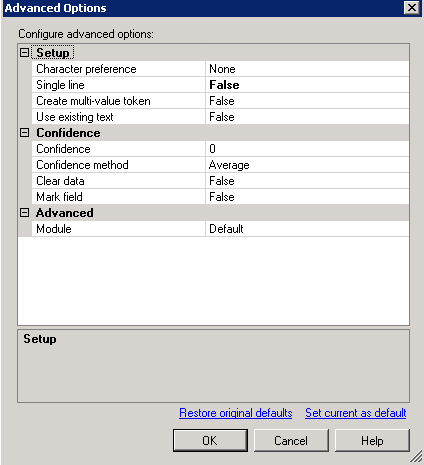 Advanced Options
Configure advanced options:
Setup
Character preference None
Single line False
Create multi-value token False
Use existing text False
Confidence
Confidence 0
Confidence method Average
Clear data False
Mark field False
Advanced
Module Default
Setup
Restore original defaults Set current as default
OK Cancel Help